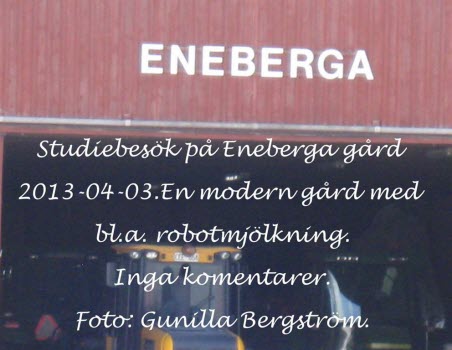 ENEBERGA
Studiebesök på Eneberga gård
2013-04-03.En modern gård med
bl.a. robotmjölkning.
Inga komentarer.
Foto: Gunilla Bergström.